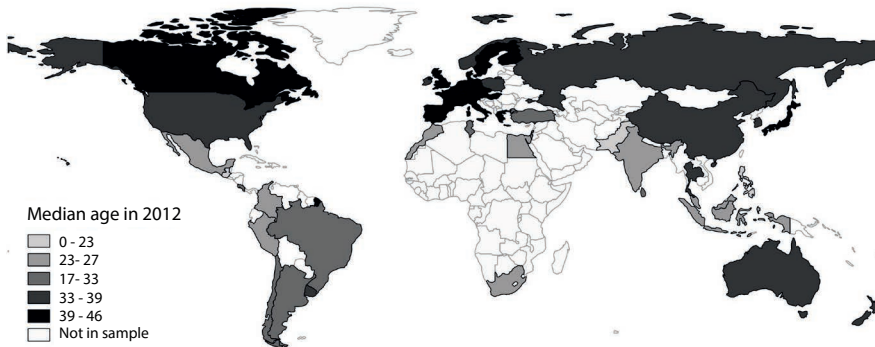 Median age in 2012
0 - 23
23 - 27
17- 33
33 - 39
39 - 46
Not in sample